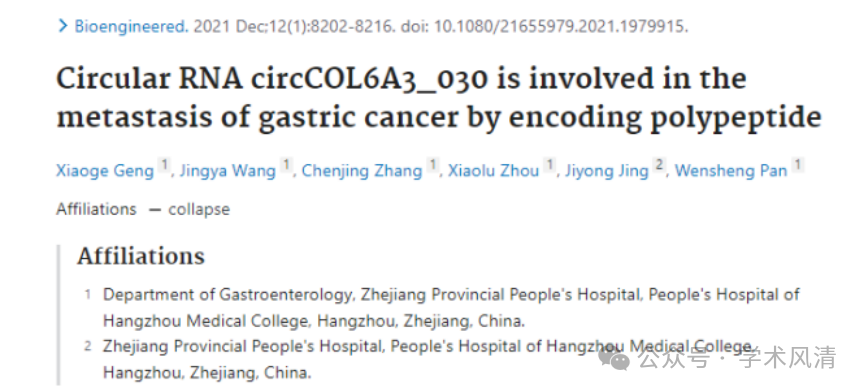 > Bioengineered. 2021 Dec;12(1):8202-8216. doi: 10.1080/21655979.2021.1979915.
Circular RNA circCOL6A3_030 is involved in the
metastasis of gastric cancer by encoding polypeptide
Xiaoge Geng 1, Jingya Wang 1, Chenjing Zhang 1, Xiaolu Zhou 1, Jiyong Jing 2, Wensheng Pan 1
Affiliations — collapse
Affiliations
1 Department of Gastroenterology, Zhejiang Provincial People's Hospital, People's Hospital of
Hangzhou Medical College, Hangzhou, Zhejiang, China.
2 Zhejiang Provincial People's Hospital, People's Hospital of Hangzhou Medical College,
Hangzhou, Zhejiang, China.
公众号 · 学术风清